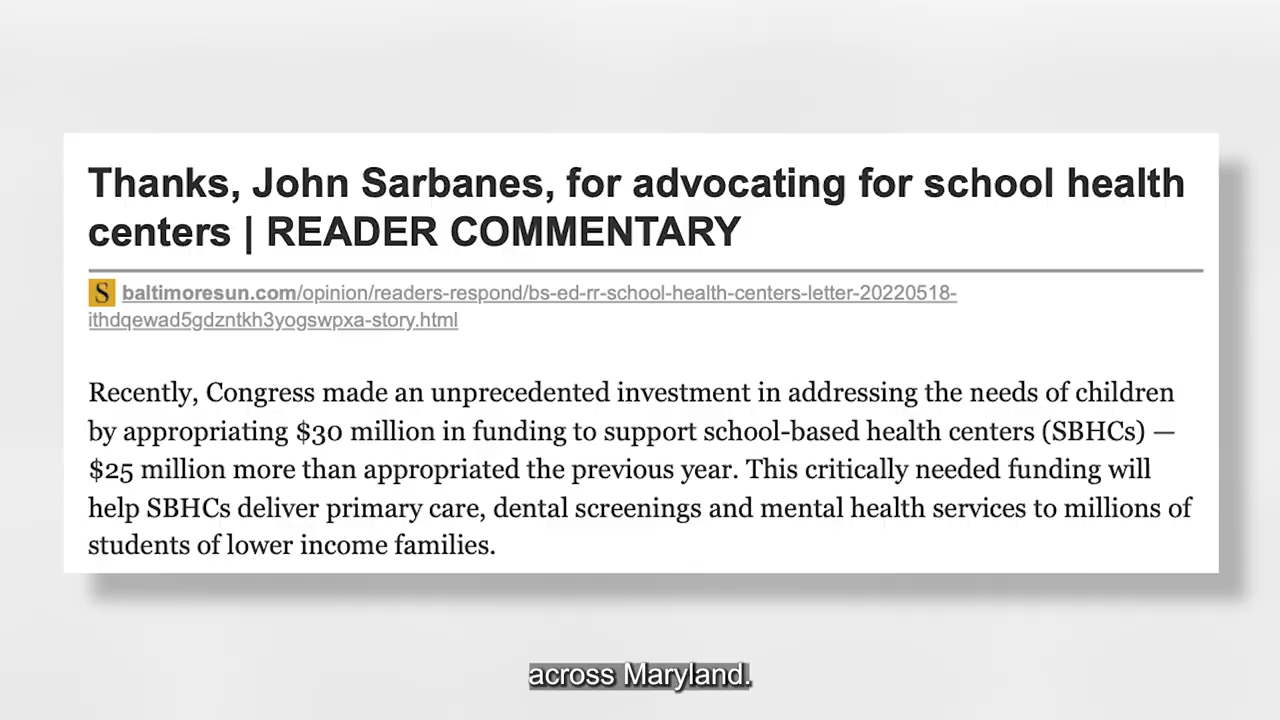 Thanks, John Sarbanes, for advocating for school health
centers | READER COMMENTARY
S baltimoresun.com/opinion/readers-respond/bs-ed-rr-school-health-centers-letter-20220518-
ithdqewad5gdzntkh3yogswpxa-story.html
Recently, Congress made an unprecedented investment in addressing the needs of children
by appropriating $30 million in funding to support school-based health centers (SBHCs) —
$25 million more than appropriated the previous year. This critically needed funding will
help SBHCs deliver primary care, dental screenings and mental health services to millions of
students of lower income families.
across Maryland.